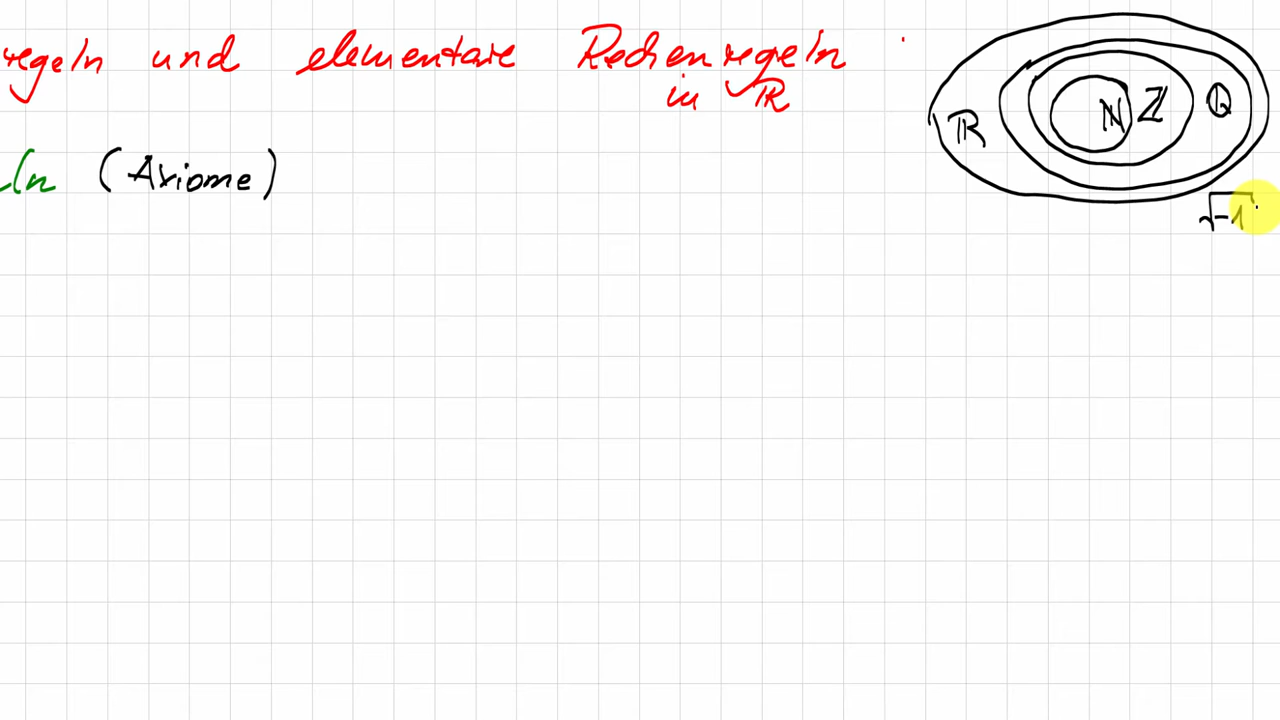 regeln und elementare Rechenregeln
in ℝ
ℝ ℕ ℤ ℚ
ln (Axiome)
√-1